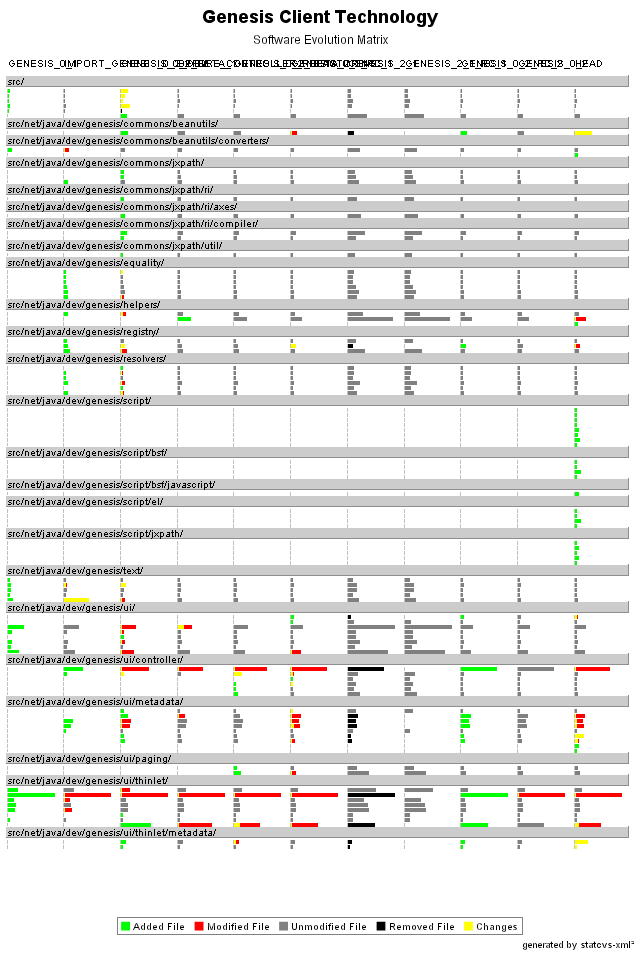 Genesis Client Technology
Software Evolution Matrix
GENESIS_0_1
HEAD
src/
src/net/java/dev/genesis/commons/beanutils/
src/net/java/dev/genesis/commons/beanutils/converters/
src/net/java/dev/genesis/commons/jxpath/
src/net/java/dev/genesis/commons/jxpath/ri/
src/net/java/dev/genesis/commons/jxpath/ri/axes/
src/net/java/dev/genesis/commons/jxpath/ri/compiler/
src/net/java/dev/genesis/commons/jxpath/util/
src/net/java/dev/genesis/equality/
src/net/java/dev/genesis/helpers/
src/net/java/dev/genesis/registry/
src/net/java/dev/genesis/resolvers/
src/net/java/dev/genesis/script/
src/net/java/dev/genesis/script/bsf/
src/net/java/dev/genesis/script/bsf/javascript/
src/net/java/dev/genesis/script/el/
src/net/java/dev/genesis/script/jxpath/
src/net/java/dev/genesis/text/
src/net/java/dev/genesis/ui/
src/net/java/dev/genesis/ui/controller/
src/net/java/dev/genesis/ui/metadata/
src/net/java/dev/genesis/ui/paging/
src/net/java/dev/genesis/ui/thinlet/
src/net/java/dev/genesis/ui/thinlet/metadata/
Added File Modified File Unmodified File Removed File Changes
generated by statcvs-xml²